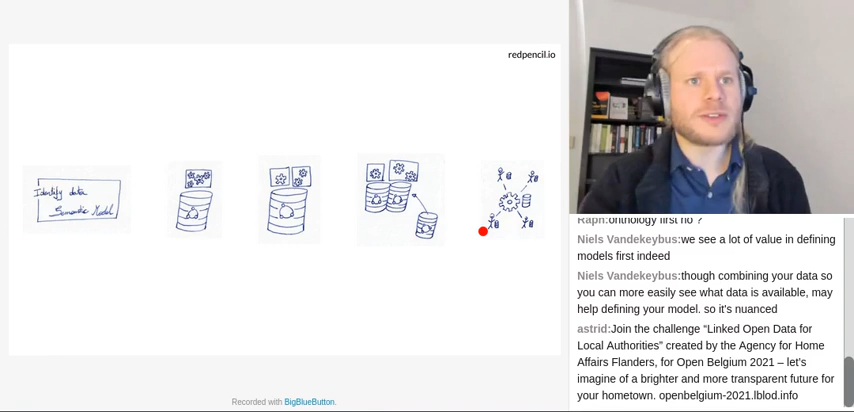 redpencil.io
Identify data
Semantic Model
Recorded with BigBlueButton.
Raph:onthology first no ?
Niels Vandekeybus:we see a lot of value in defining
models first indeed
Niels Vandekeybus:though combining your data so
you can more easily see what data is available, may
help defining your model. so it's nuanced
astrid:Join the challenge “Linked Open Data for
Local Authorities” created by the Agency for Home
Affairs Flanders, for Open Belgium 2021 – let's
imagine of a brighter and more transparent future for
your hometown. openbelgium-2021.lblod.info